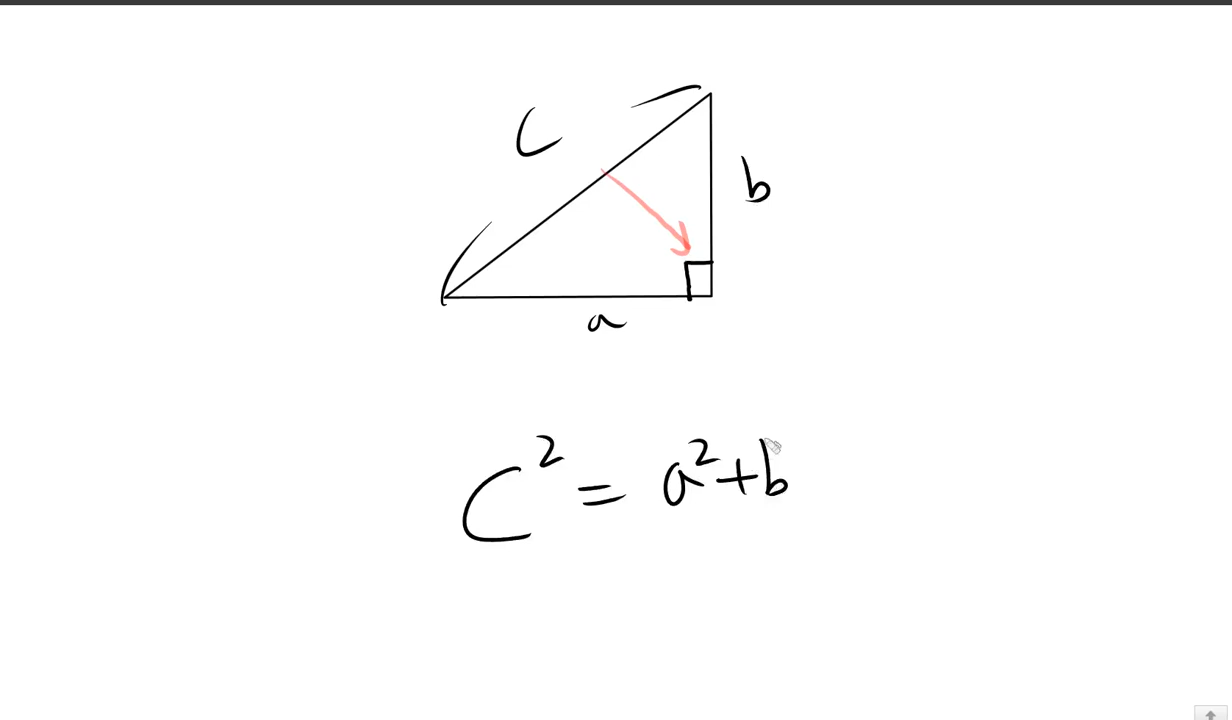 c
b
a
c² = a² + b